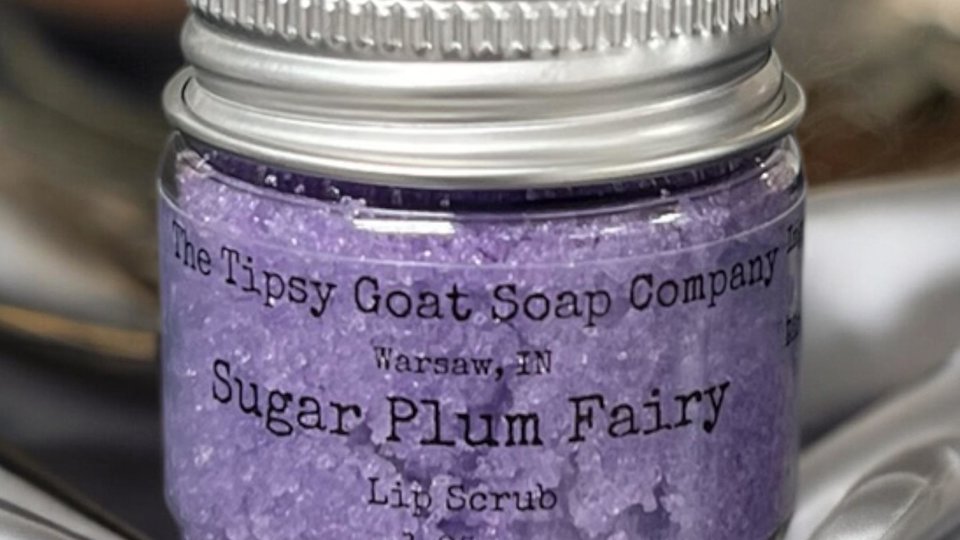 The Tipsy Goat Soap Company
Warsaw, IN
Sugar Plum Fairy
Lip Scrub